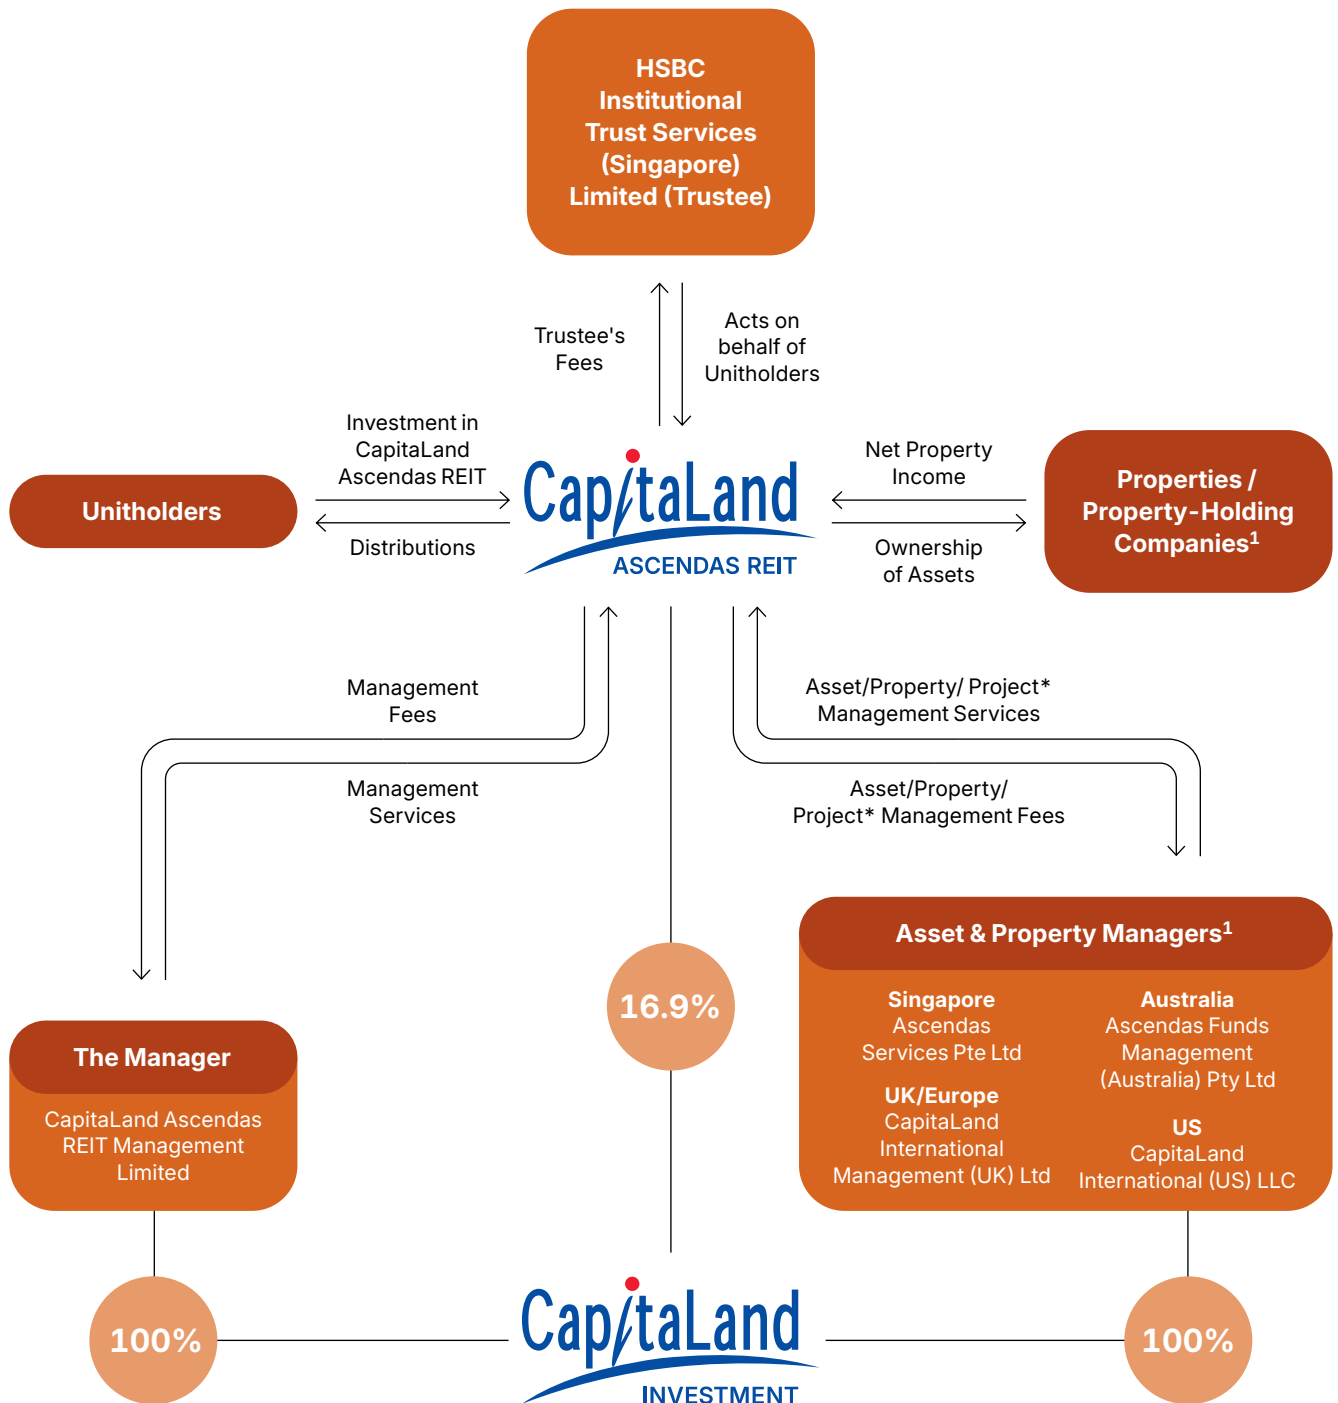 HSBC
Institutional
Trust Services
(Singapore)
Limited (Trustee)
Trustee's
Fees
Acts on
behalf of
Unitholders
Investment in
CapitaLand
Ascendas REIT
Unitholders
Distributions
CapitaLand
ASCENDAS REIT
Net Property
Income
Ownership
of Assets
Properties /
Property-Holding
Companies¹
Management
Fees
Management
Services
Asset/Property/ Project*
Management Services
Asset/Property/
Project* Management Fees
16.9%
The Manager
CapitaLand Ascendas
REIT Management
Limited
Asset & Property Managers¹
Singapore
Ascendas
Services Pte Ltd
UK/Europe
CapitaLand
International
Management (UK) Ltd
Australia
Ascendas Funds
Management
(Australia) Pty Ltd
US
CapitaLand
International (US) LLC
100%
CapitaLand
INVESTMENT
100%